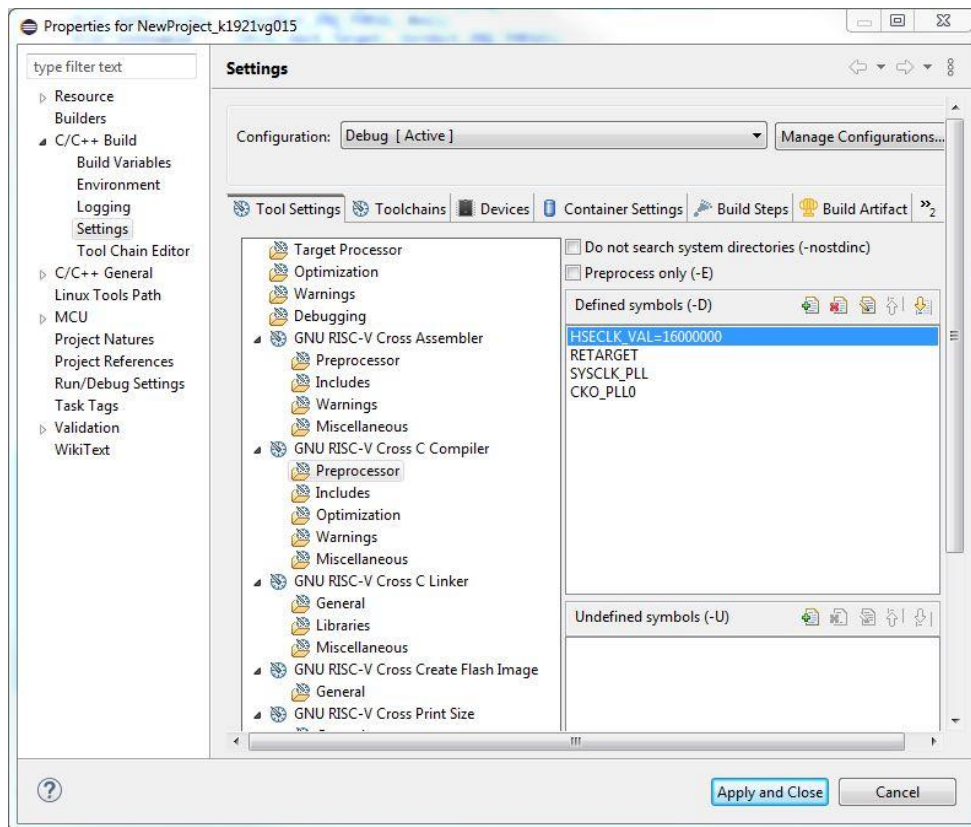 Properties for NewProject_k1921vg015
type filter text
Resource
Builders
C/C++ Build
Build Variables
Environment
Logging
Settings
Tool Chain Editor
C/C++ General
Linux Tools Path
MCU
Project Natures
Project References
Run/Debug Settings
Task Tags
Validation
WikiText
Settings
Configuration:
Debug [ Active ]
Manage Configurations...
Tool Settings
Toolchains
Devices
Container Settings
Build Steps
Build Artifact
»2
Target Processor
Optimization
Warnings
Debugging
GNU RISC-V Cross Assembler
Preprocessor
Includes
Warnings
Miscellaneous
GNU RISC-V Cross C Compiler
Preprocessor
Includes
Optimization
Warnings
Miscellaneous
GNU RISC-V Cross C Linker
General
Libraries
Miscellaneous
GNU RISC-V Cross Create Flash Image
General
GNU RISC-V Cross Print Size
Do not search system directories (-nostdinc)
Preprocess only (-E)
Defined symbols (-D)
HSECLK_VAL=16000000
RETARGET
SYSCLK_PLL
CKO_PLL0
Undefined symbols (-U)
?
Apply and Close
Cancel